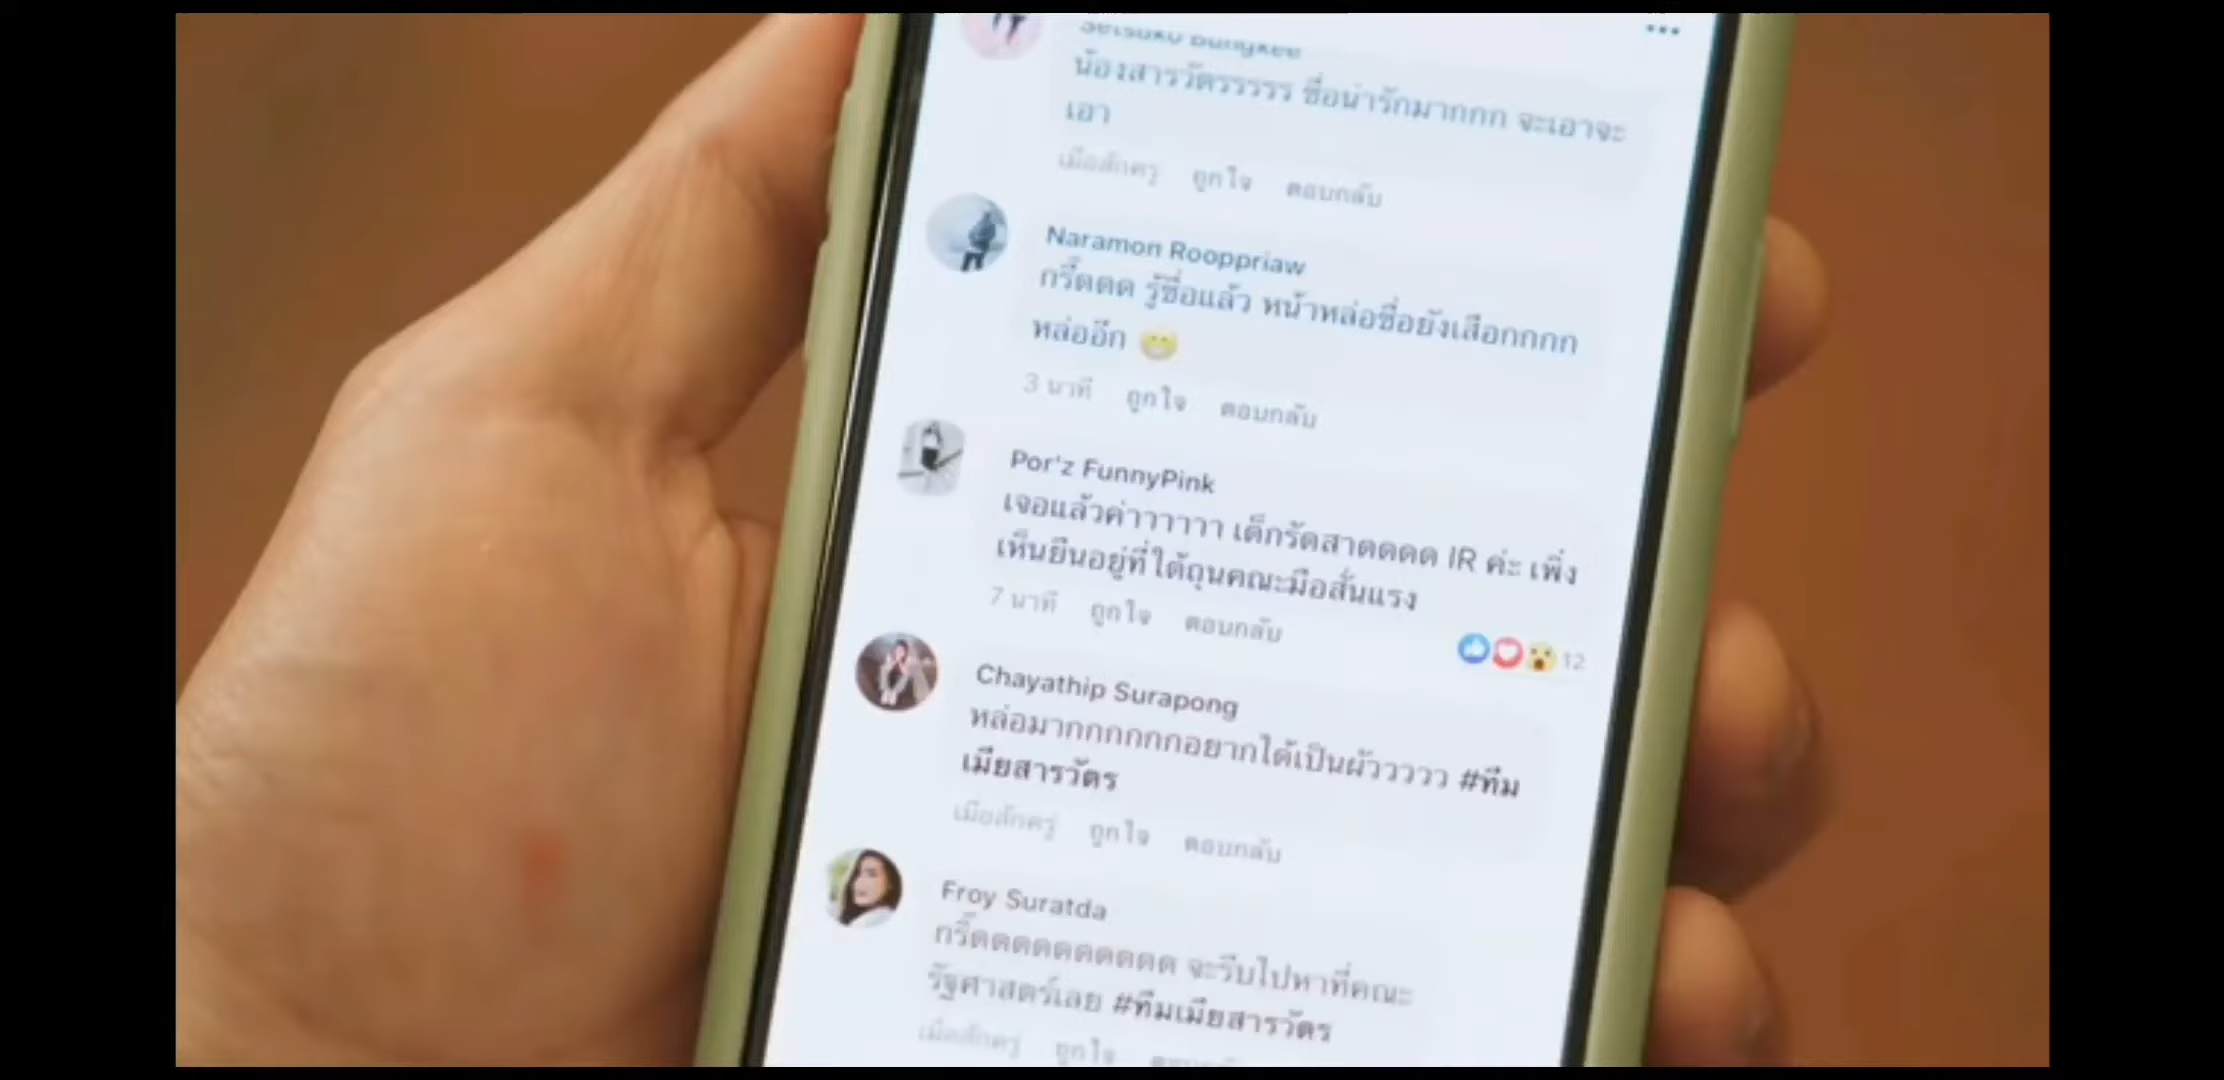 น้องสารวัตรรรรร ชื่อน่ารักมากกก จะเอาจะ
เอา
เมื่อสักครู่ ถูกใจ ตอบกลับ
Naramon Rooppriaw
กรี๊ดดด รู้ชื่อแล้ว หน้าหล่อชื่อยังเสือกกกก
หล่ออีก
3 นาที ถูกใจ ตอบกลับ
Por'z FunnyPink
เจอแล้วค่าาาาาา เด็กรัดสาดดดด IR ค่ะ เพิ่ง
เห็นยืนอยู่ที่ใต้ถุนคณะมือสั่นแรง
7 นาที ถูกใจ ตอบกลับ
12
Chayathip Surapong
หล่อมากกกกกกอยากได้เป็นผัววววว #ทีม
เมียสารวัตร
เมื่อสักครู่ ถูกใจ ตอบกลับ
Froy Suratda
กรี๊ดดดดดดดดดด จะรีบไปหาที่คณะ
รัฐศาสตร์เลย #ทีมเมียสารวัตร
เมื่อสักครู่ ถูกใจ